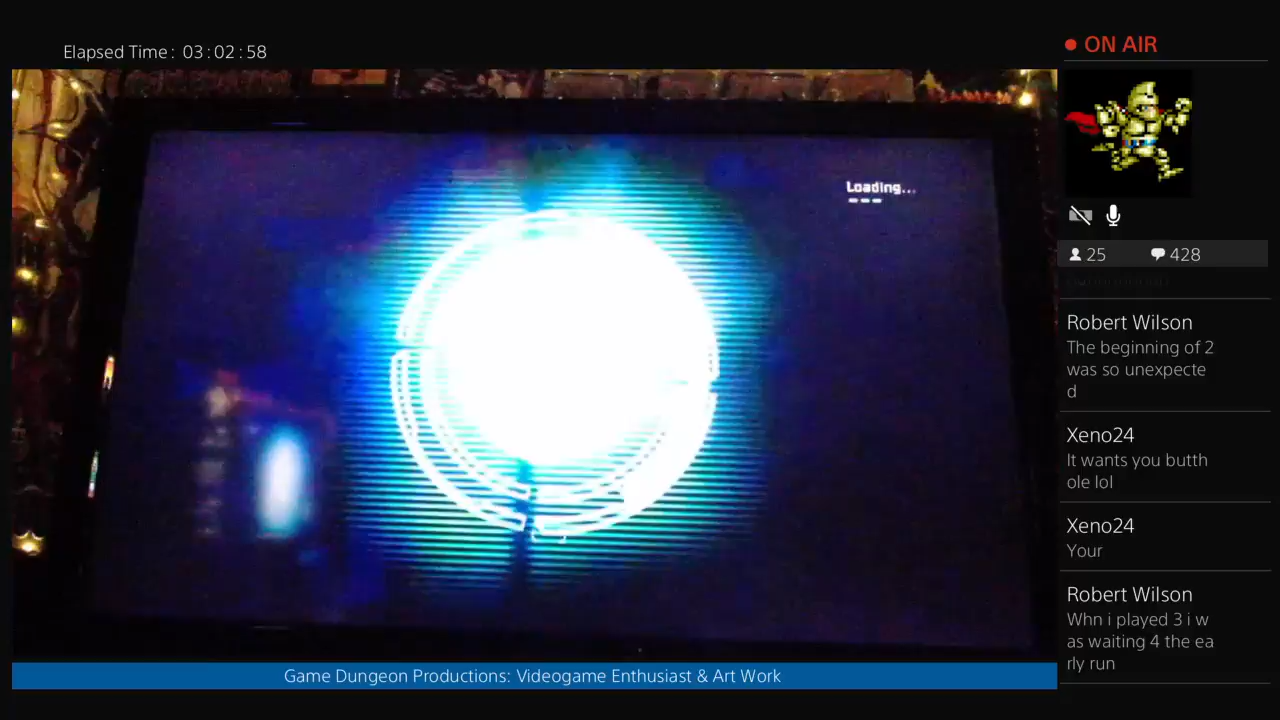 Elapsed Time: 03:02:58
ON AIR
Loading...
25 428
Robert Wilson
The beginning of 2
was so unexpecte
d
Xeno24
It wants you butth
ole lol
Xeno24
Your
Robert Wilson
Whn i played 3 i w
as waiting 4 the ea
rly run
Game Dungeon Productions: Videogame Enthusiast & Art Work